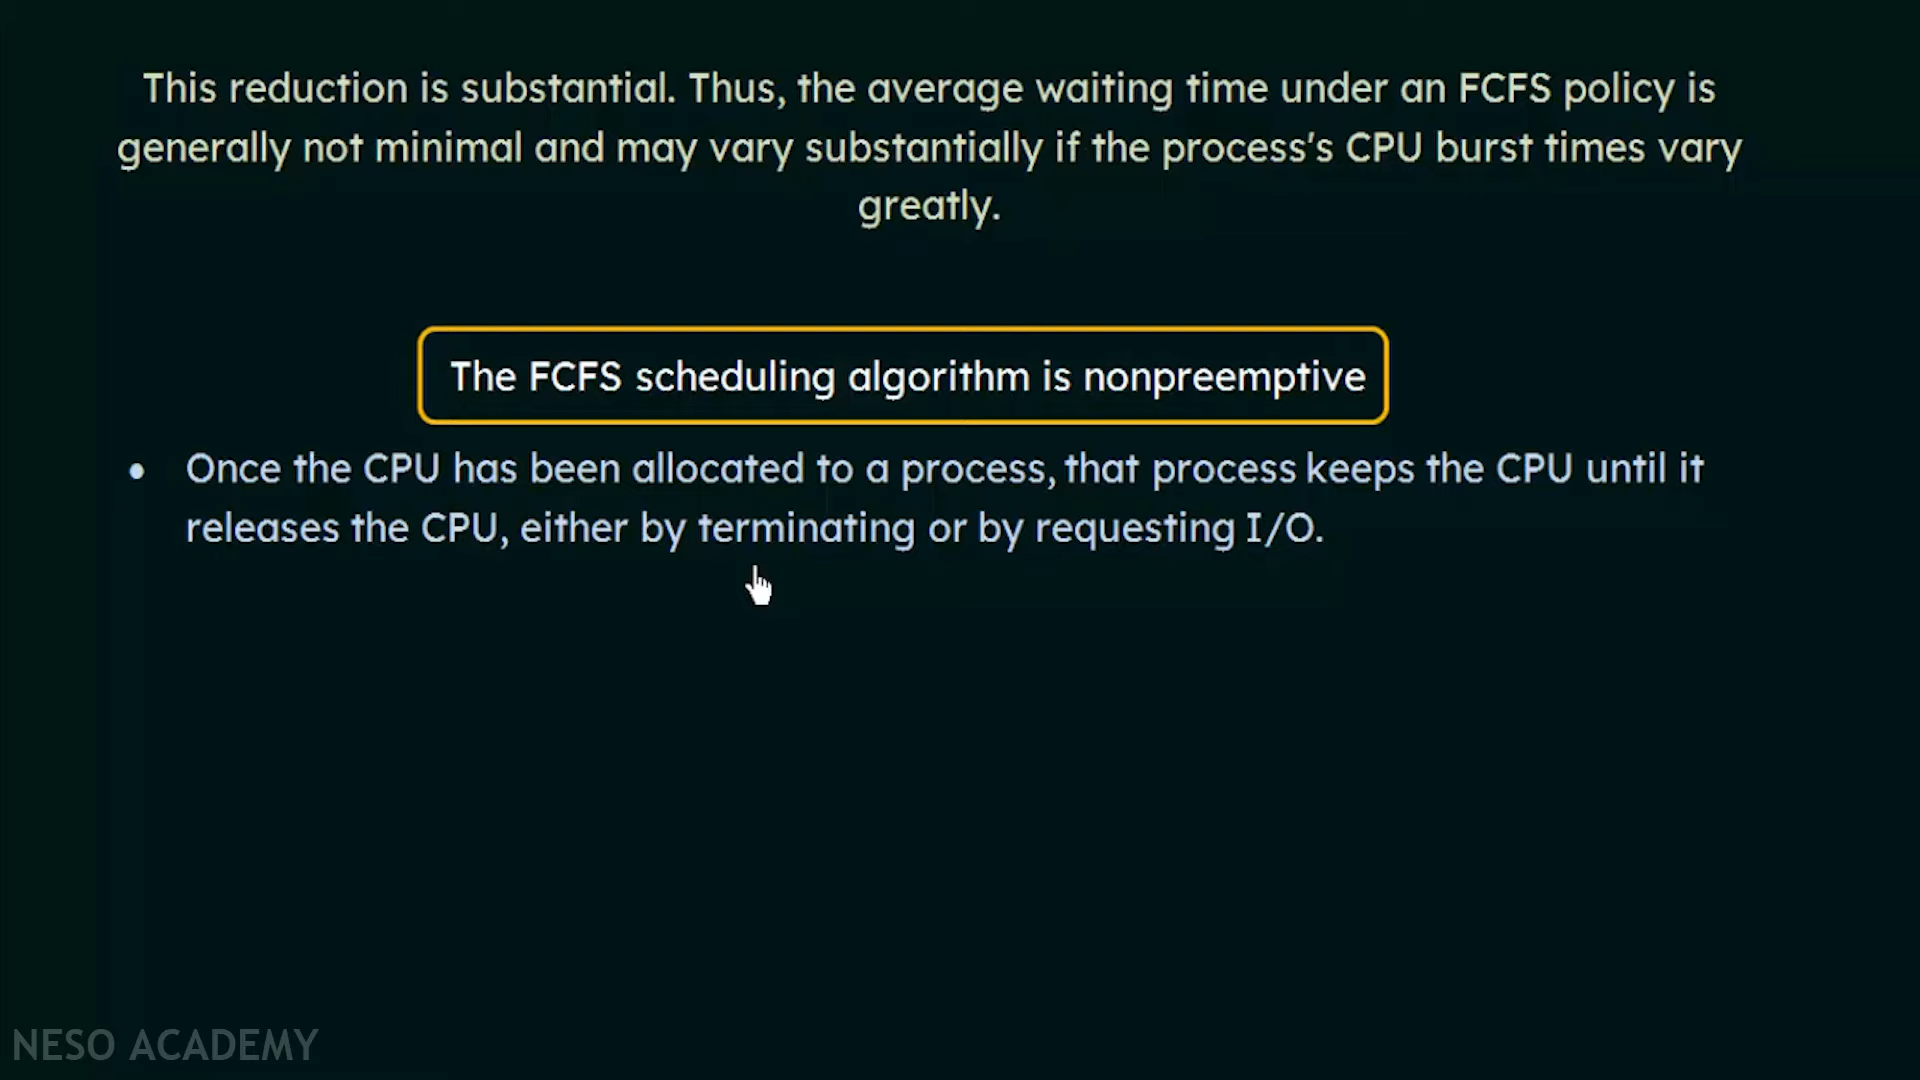 This reduction is substantial. Thus, the average waiting time under an FCFS policy is
generally not minimal and may vary substantially if the process's CPU burst times vary
greatly.
The FCFS scheduling algorithm is nonpreemptive
• Once the CPU has been allocated to a process, that process keeps the CPU until it
releases the CPU, either by terminating or by requesting I/O.
NESO ACADEMY